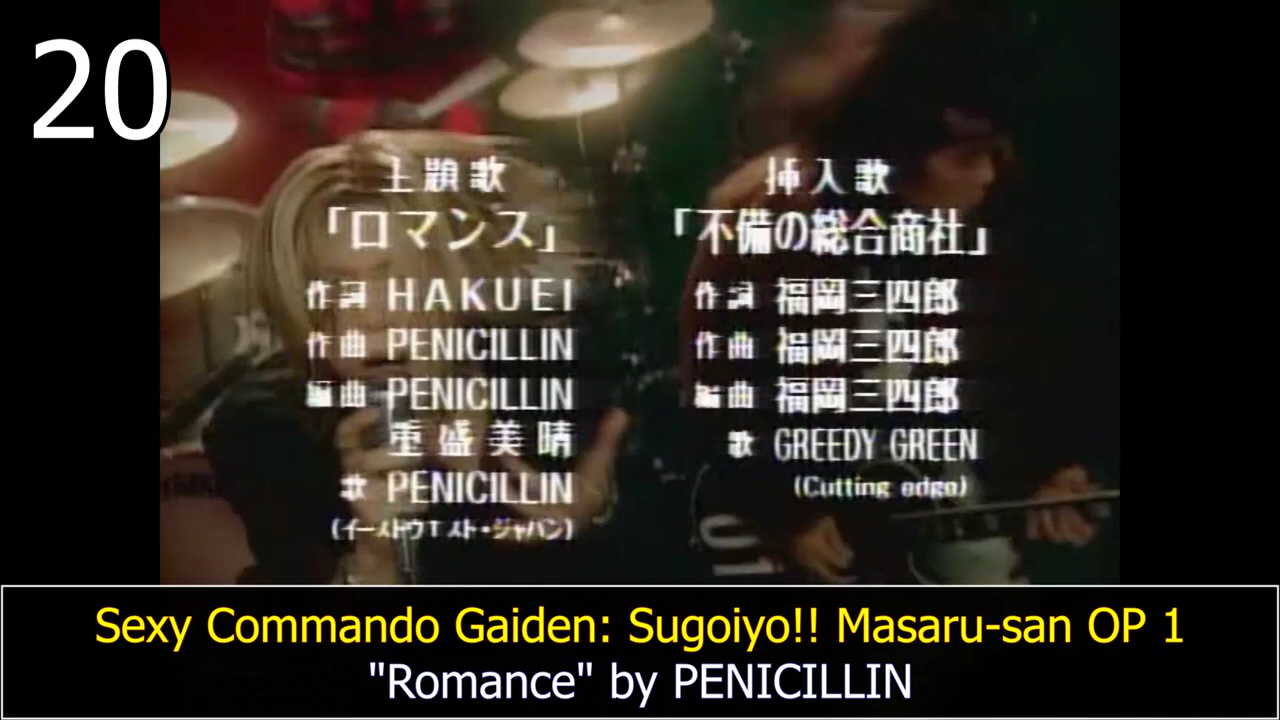 20
主題歌
「ロマンス」
作詞 HAKUEI
作曲 PENICILLIN
編曲 PENICILLIN
重盛美晴
歌 PENICILLIN
(イーストウエスト・ジャパン)
挿入歌
「不備の総合商社」
作詞 福岡三四郎
作曲 福岡三四郎
編曲 福岡三四郎
歌 GREEDY GREEN
(Cutting edge)
Sexy Commando Gaiden: Sugoiyo!! Masaru-san OP 1
"Romance" by PENICILLIN